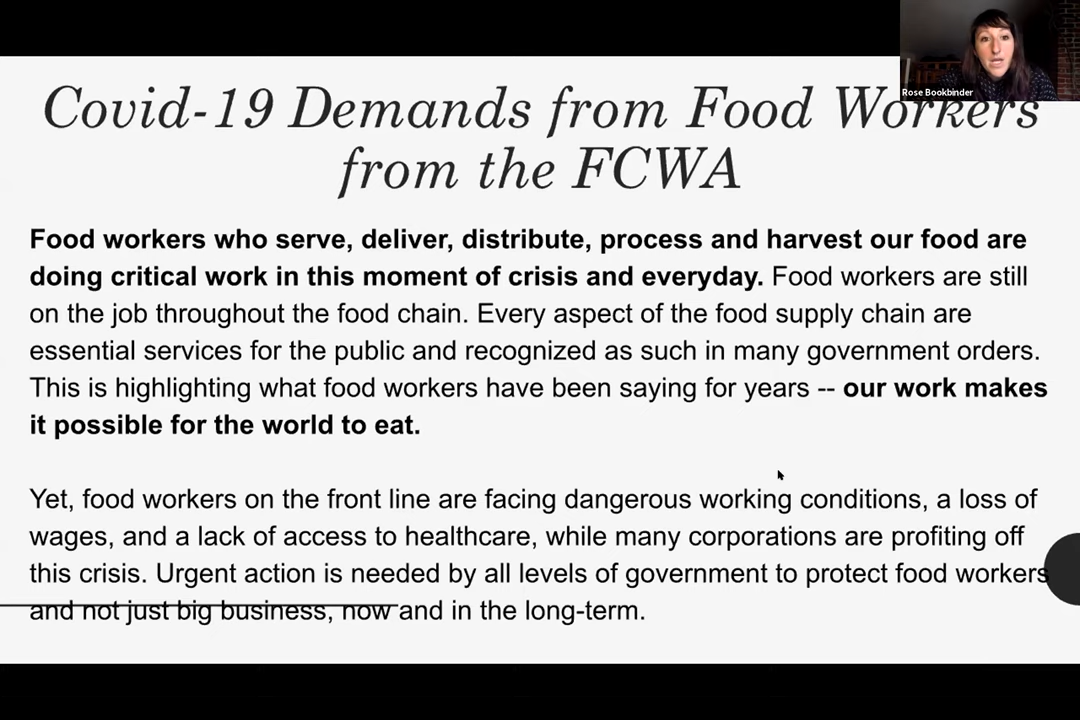 Rose Bookbinder
Covid-19 Demands from Food Workers
from the FCWA
Food workers who serve, deliver, distribute, process and harvest our food are
doing critical work in this moment of crisis and everyday. Food workers are still
on the job throughout the food chain. Every aspect of the food supply chain are
essential services for the public and recognized as such in many government orders.
This is highlighting what food workers have been saying for years -- our work makes
it possible for the world to eat.
Yet, food workers on the front line are facing dangerous working conditions, a loss of
wages, and a lack of access to healthcare, while many corporations are profiting off
this crisis. Urgent action is needed by all levels of government to protect food workers
and not just big business, now and in the long-term.